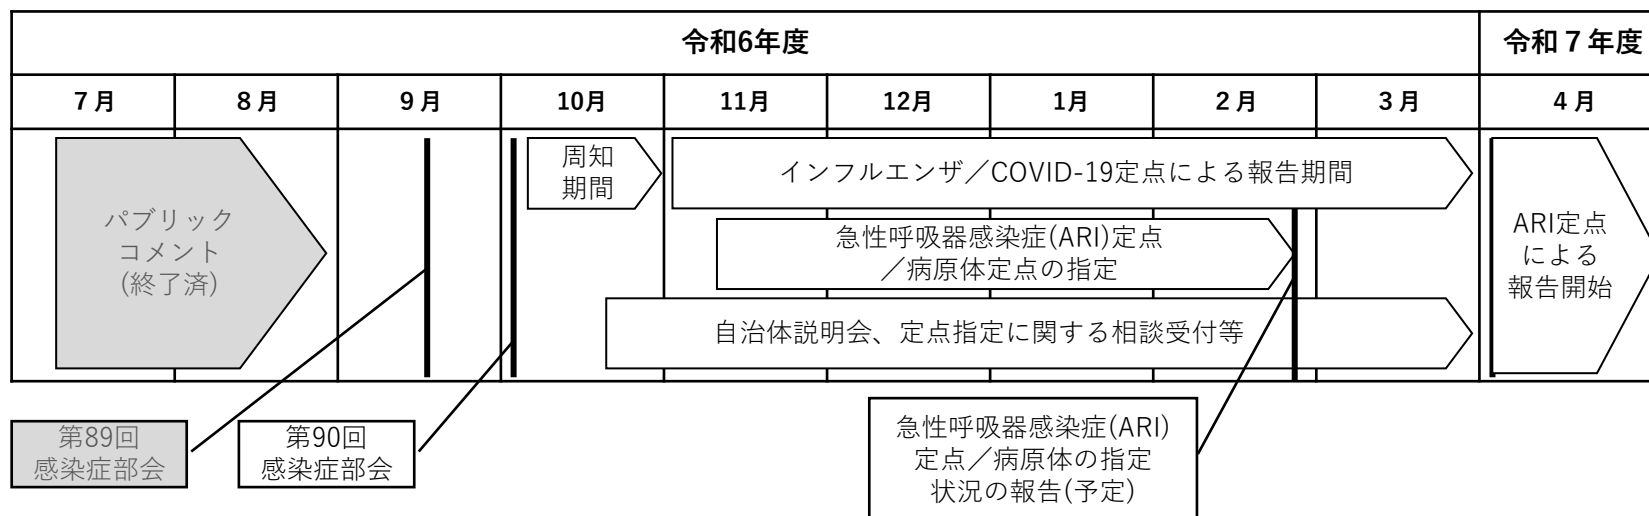 令和6年度
令和７年度
７月
８月
９月
10月
11月
12月
1月
２月
３月
４月
パブリック
コメント
(終了済)
周知
期間
インフルエンザ／COVID-19定点による報告期間
急性呼吸器感染症(ARI)定点
／病原体定点の指定
自治体説明会、定点指定に関する相談受付等
ARI定点
による
報告開始
第89回
感染症部会
第90回
感染症部会
急性呼吸器感染症(ARI)
定点／病原体の指定
状況の報告(予定)